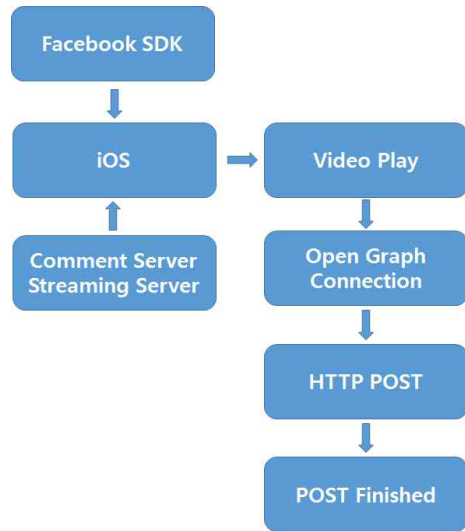 Facebook SDK
iOS
Video Play
Comment Server
Streaming Server
Open Graph
Connection
HTTP POST
POST Finished